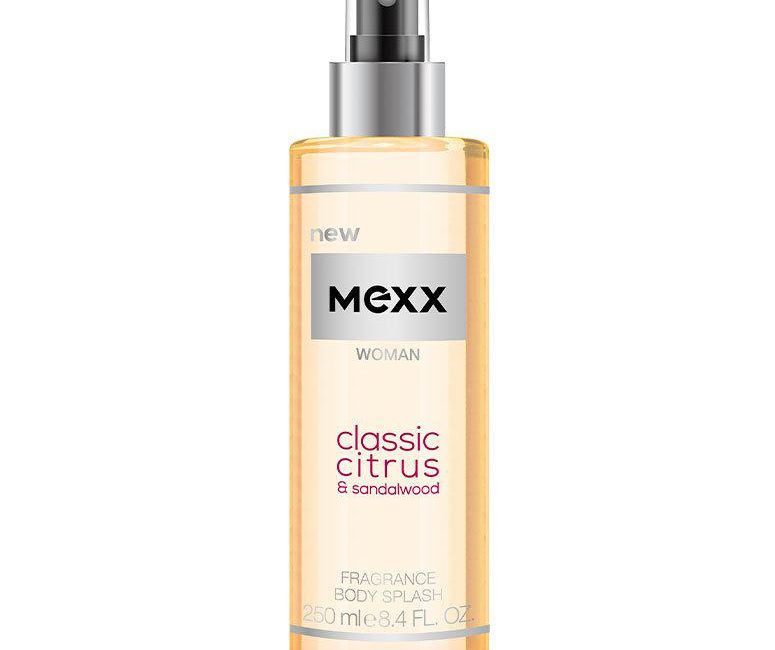 new
Mexx
WOMAN
classic
citrus
& sandalwood
FRAGRANCE
BODY SPLASH
250 ml e 8.4 FL. OZ.